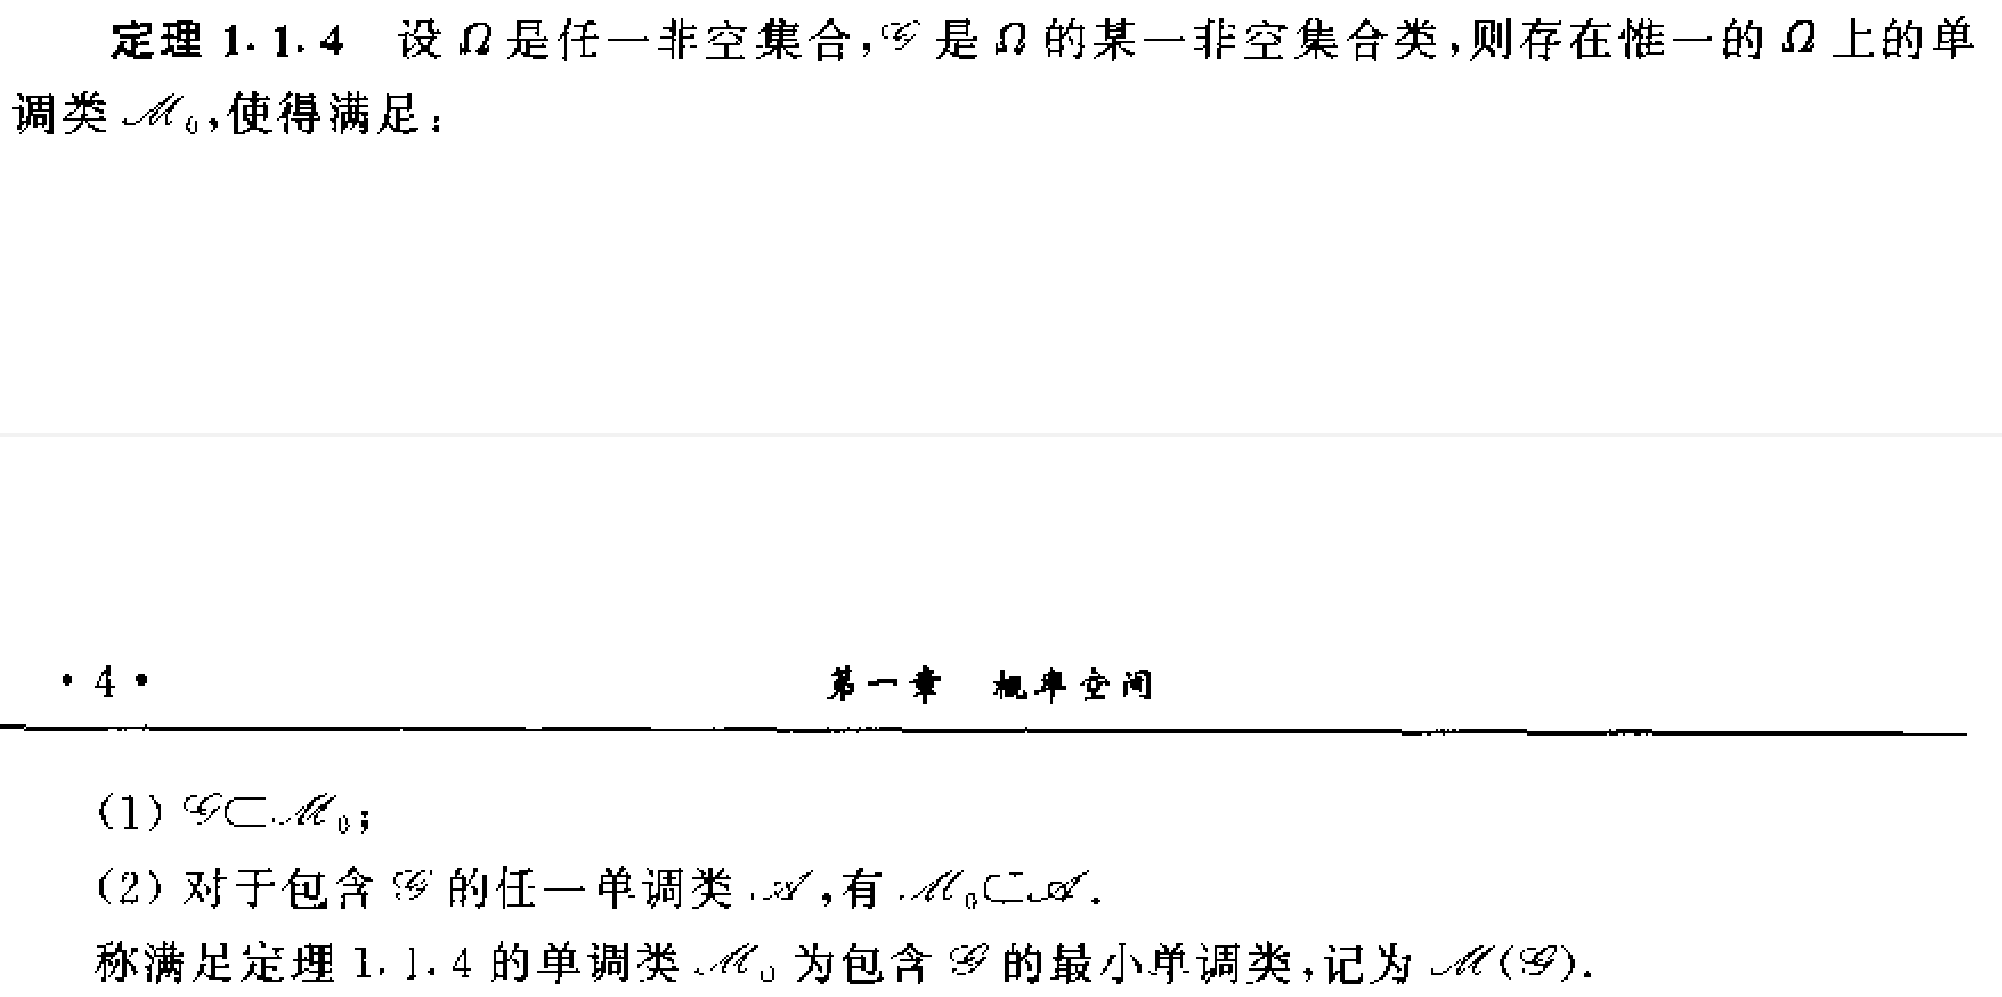 定理 1.1.4 设 Ω 是任一非空集合,𝒢 是 Ω 的某一非空集合类,则存在惟一的 Ω 上的单
调类 ℳ₀,使得满足:
· 4 · 第一章 概率空间
(1) 𝒢⊂ℳ₀;
(2) 对于包含 𝒢 的任一单调类 𝒜,有 ℳ₀⊂𝒜.
称满足定理 1.1.4 的单调类 ℳ₀ 为包含 𝒢 的最小单调类,记为 ℳ(𝒢).